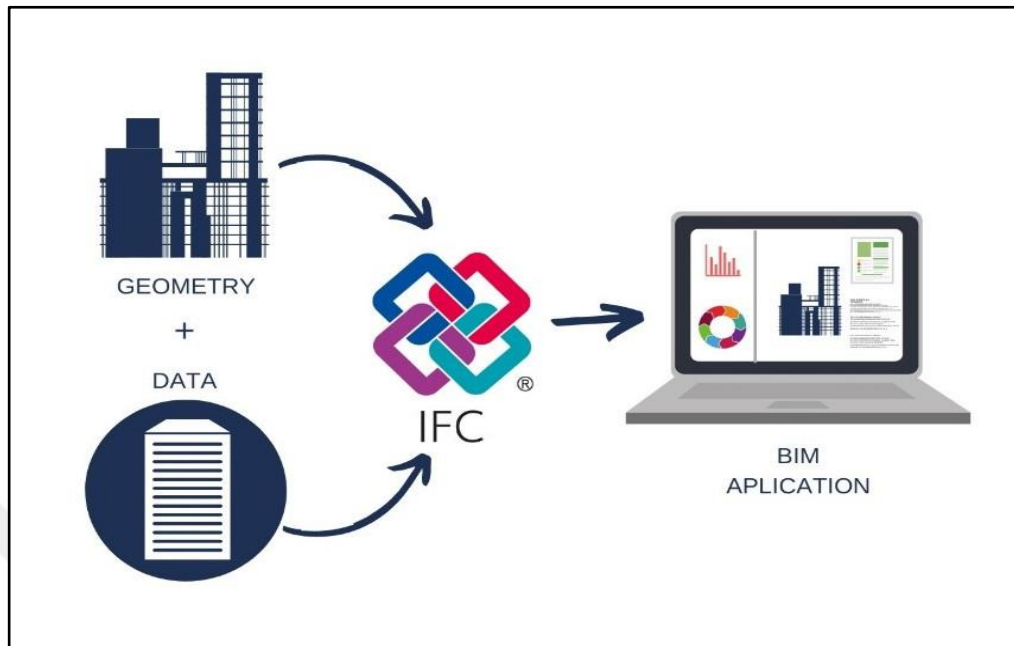 GEOMETRY
+
DATA
®
IFC
BIM
APLICATION